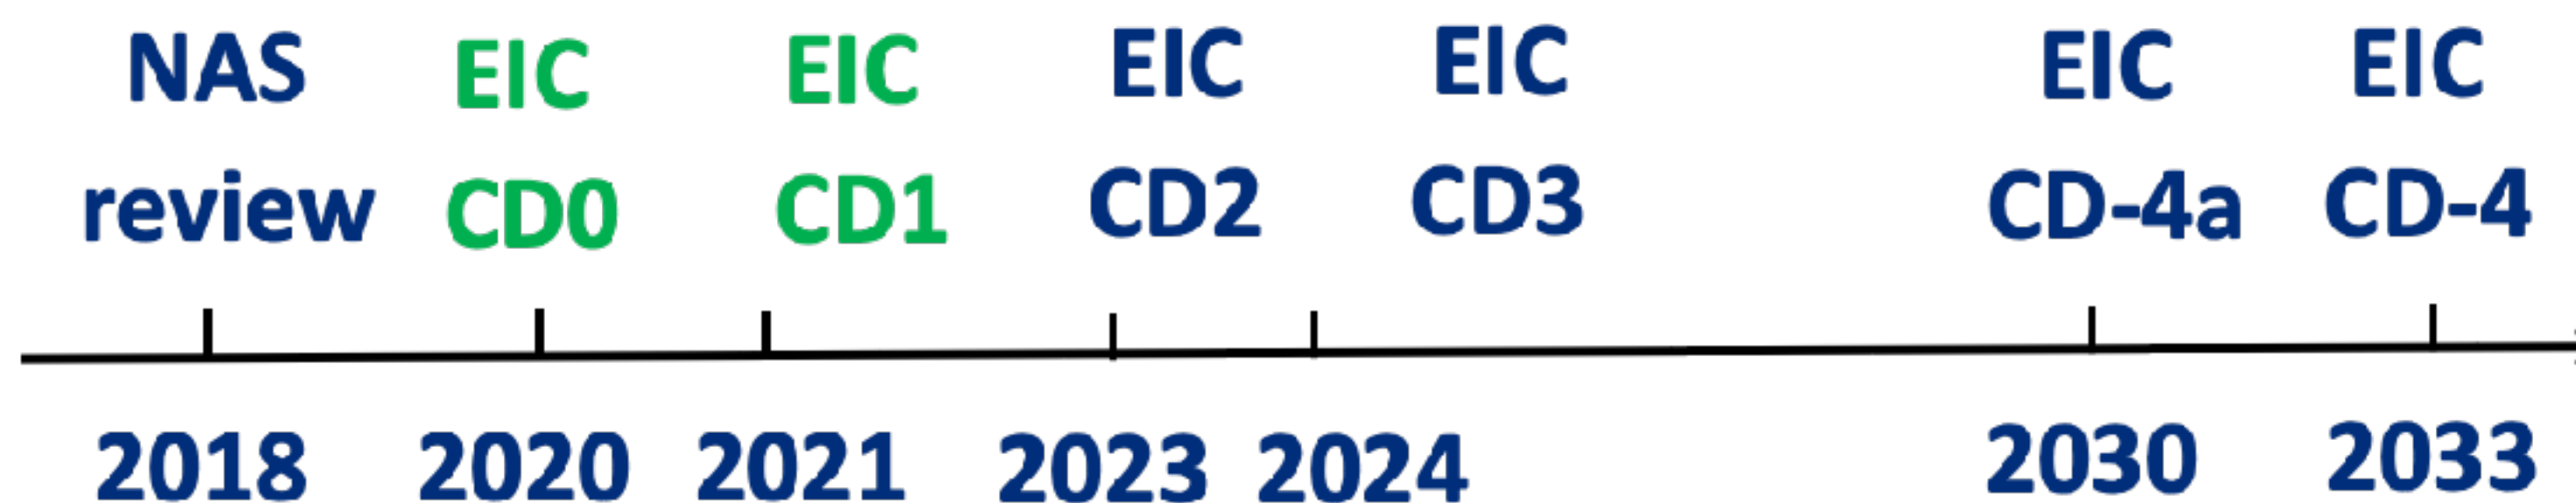 NAS EIC EIC EIC EIC EIC EIC
review CD0 CD1 CD2 CD3 CD-4a CD-4
2018 2020 2021 2023 2024 2030 2033